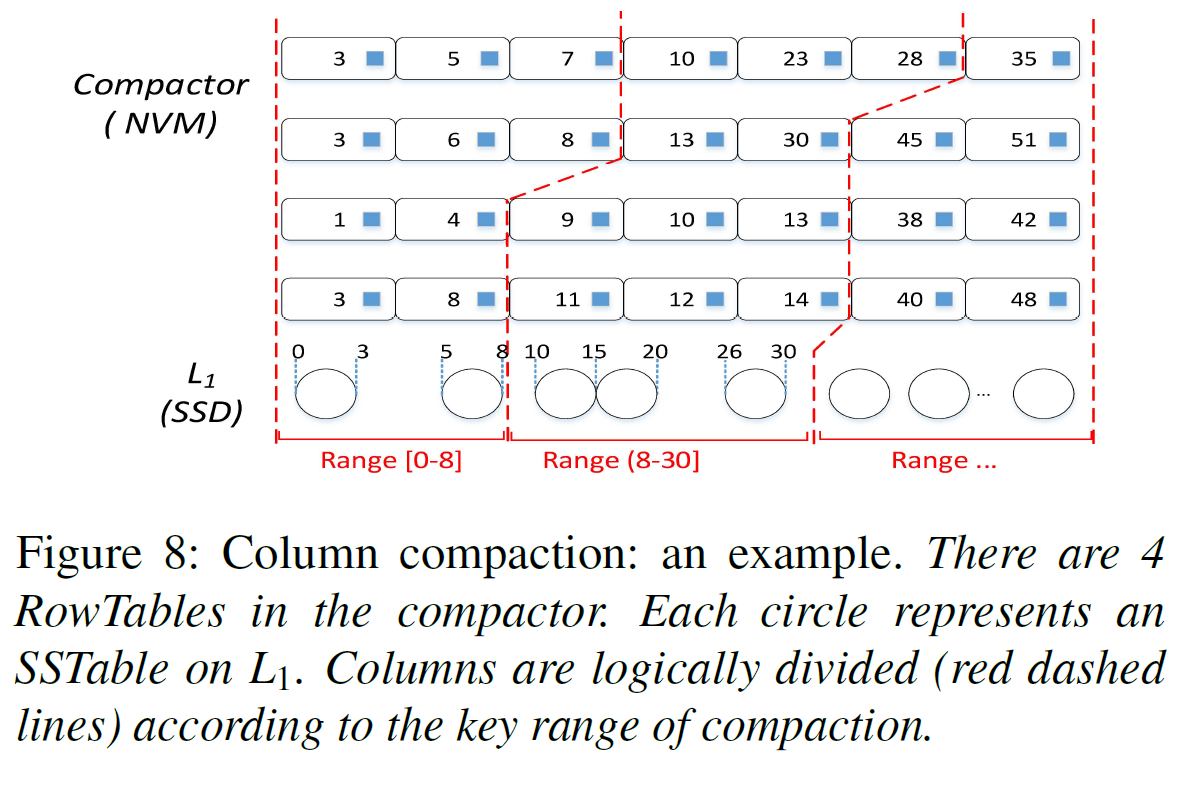 3 5 7 10 23 28 35
Compactor
( NVM)
3 6 8 13 30 45 51
1 4 9 10 13 38 42
3 8 11 12 14 40 48
0 3 5 8 10 15 20 26 30
L1
(SSD)
...
Range [0-8] Range (8-30] Range ...
Figure 8: Column compaction: an example. There are 4
RowTables in the compactor. Each circle represents an
SSTable on L1. Columns are logically divided (red dashed
lines) according to the key range of compaction.